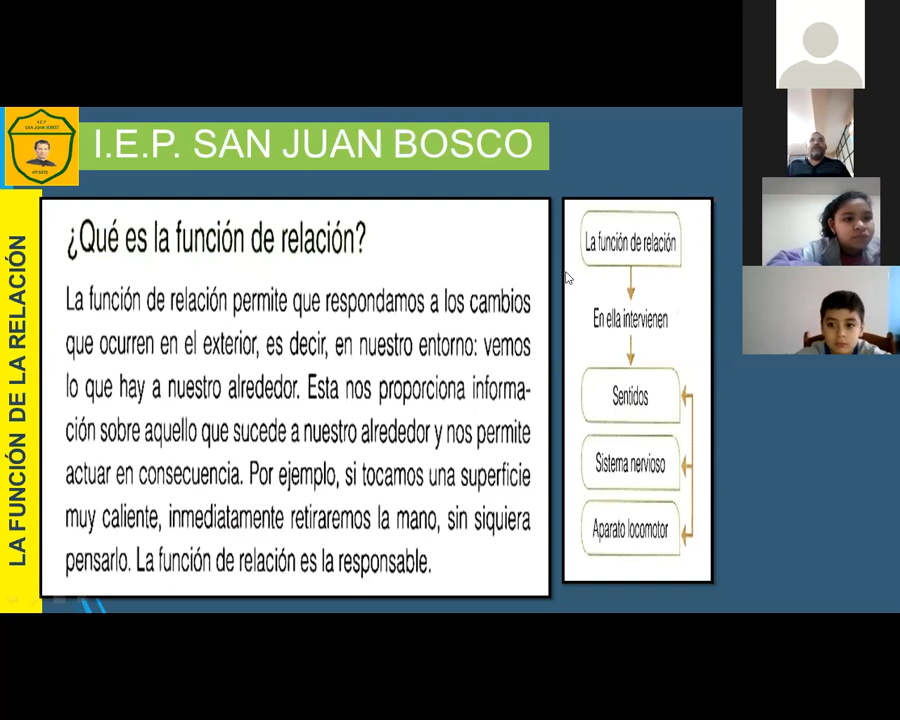 I.E.P
SAN JUAN BOSCO
I.E.P. SAN JUAN BOSCO
LA FUNCIÓN DE LA RELACIÓN
¿Qué es la función de relación?
La función de relación permite que respondamos a los cambios
que ocurren en el exterior, es decir, en nuestro entorno: vemos
lo que hay a nuestro alrededor. Esta nos proporciona informa-
ción sobre aquello que sucede a nuestro alrededor y nos permite
actuar en consecuencia. Por ejemplo, si tocamos una superficie
muy caliente, inmediatamente retiraremos la mano, sin siquiera
pensarlo. La función de relación es la responsable.
La función de relación
En ella intervienen
Sentidos
Sistema nervioso
Aparato locomotor